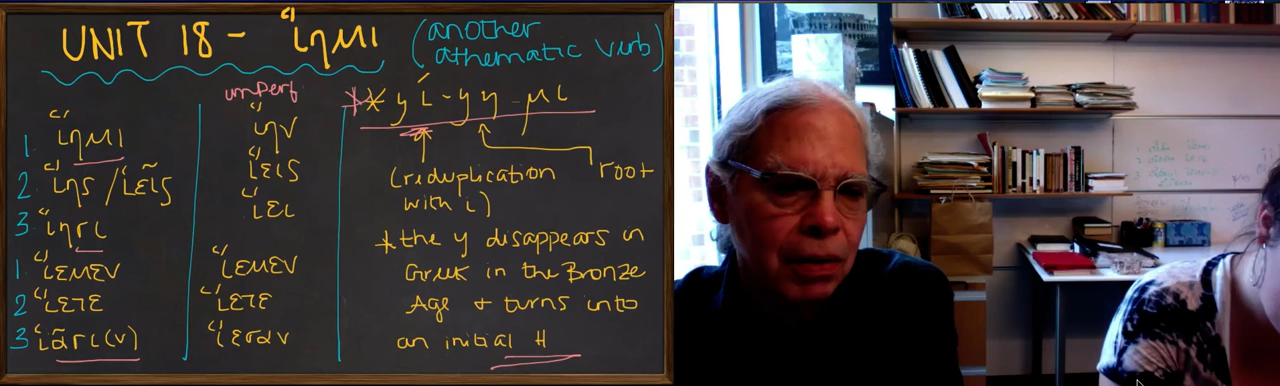 UNIT 18 - ἵημι (another
athematic verb)
1. ἵημι
2 ἵης / ἱεῖς
3. ἵησι
1 ἵεμεν
2 ἵετε
3 ἱᾶσι(ν)
imperf
ἵην
ἵεις
ἵει
ἵεμεν
ἵετε
ἵεσαν
**yί-yη-μι
(reduplication root
with ι)
*the y disappears in
Greek in the Bronze
Age + turns into
an initial H